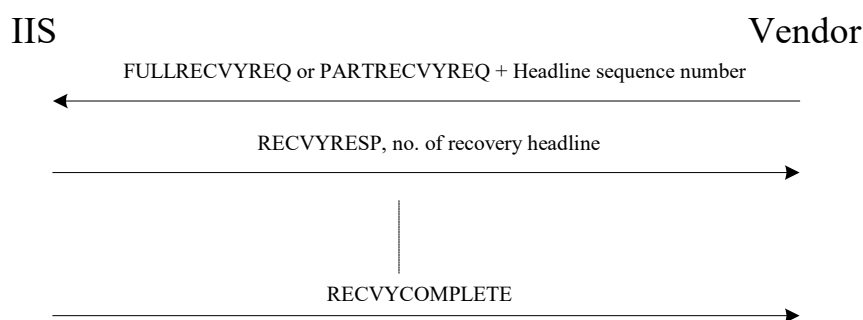 IIS
Vendor
FULLRECVYREQ or PARTRECVYREQ + Headline sequence number
RECVYRESP, no. of recovery headline
RECVYCOMPLETE